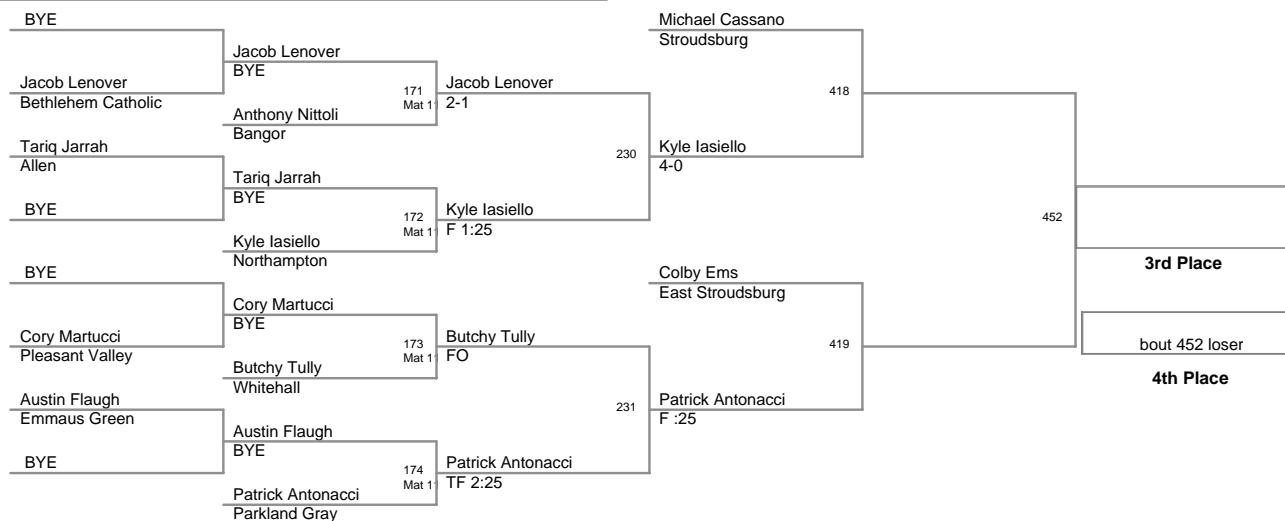 BYE
Jacob Lenover
Bethlehem Catholic
Tariq Jarrah
Allen
BYE
BYE
Cory Martucci
Pleasant Valley
Austin Flaugh
Emmaus Green
BYE
Jacob Lenover
BYE
171
Mat 11
Anthony Nittoli
Bangor
Tariq Jarrah
BYE
172
Mat 11
Kyle Iasiello
Northampton
Cory Martucci
BYE
173
Mat 11
Butchy Tully
Whitehall
Austin Flaugh
BYE
174
Mat 11
Patrick Antonacci
Parkland Gray
Jacob Lenover
2-1
230
Kyle Iasiello
F 1:25
Butchy Tully
FO
231
Patrick Antonacci
TF 2:25
Michael Cassano
Stroudsburg
418
Kyle Iasiello
4-0
Colby Ems
East Stroudsburg
419
Patrick Antonacci
F :25
452
3rd Place
bout 452 loser
4th Place